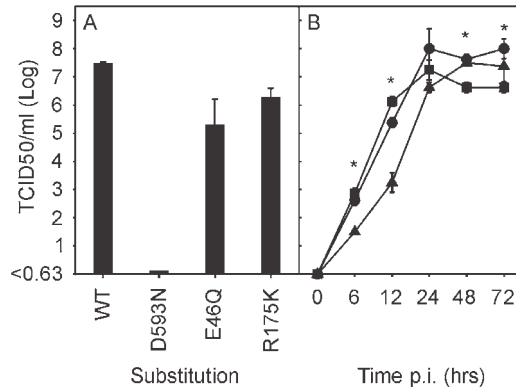 A
B
TCID50/ml (Log)
8
7
6
5
4
3
2
1
<0.63
* * * * *
WT
D593N
E46Q
R175K
0 6 12 24 48 72
Substitution
Time p.i. (hrs)